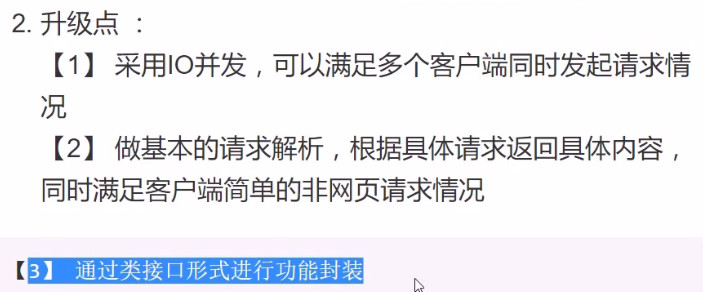 2. 升级点 ：
【1】 采用IO并发，可以满足多个客户端同时发起请求情
况
【2】 做基本的请求解析，根据具体请求返回具体内容，
同时满足客户端简单的非网页请求情况
【3】 通过类接口形式进行功能封装